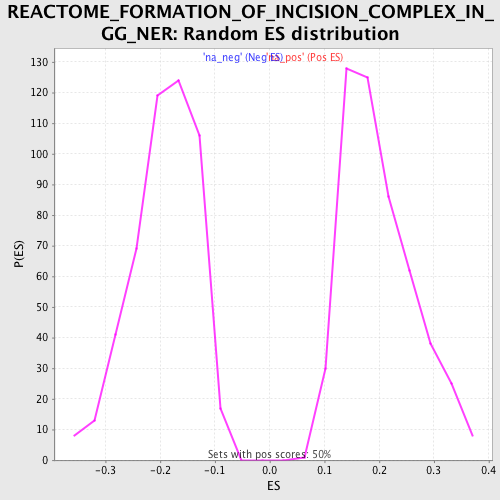 REACTOME_FORMATION_OF_INCISION_COMPLEX_IN_
GG_NER: Random ES distribution
'na_neg' (Neg ES) 'na_pos' (Pos ES)
130
120
110
100
90
80
70
60
50
40
30
20
10
0
P(ES)
Sets with pos scores: 50%
-0.3 -0.2 -0.1 0.0 0.1 0.2 0.3 0.4
ES